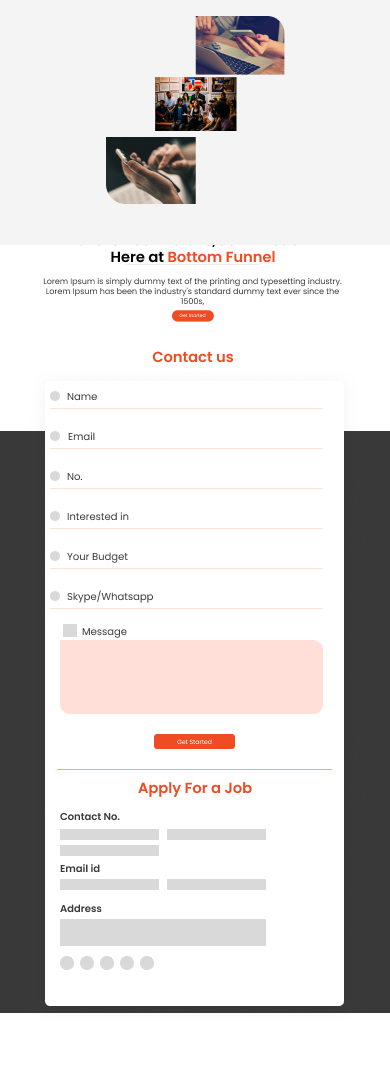 Here at Bottom Funnel
Lorem Ipsum is simply dummy text of the printing and typesetting industry.
Lorem Ipsum has been the industry's standard dummy text ever since the
1500s,
Get Started
Contact us
Name
Email
No.
Interested in
Your Budget
Skype/Whatsapp
Message
Get Started
Apply For a Job
Contact No.
Email id
Address